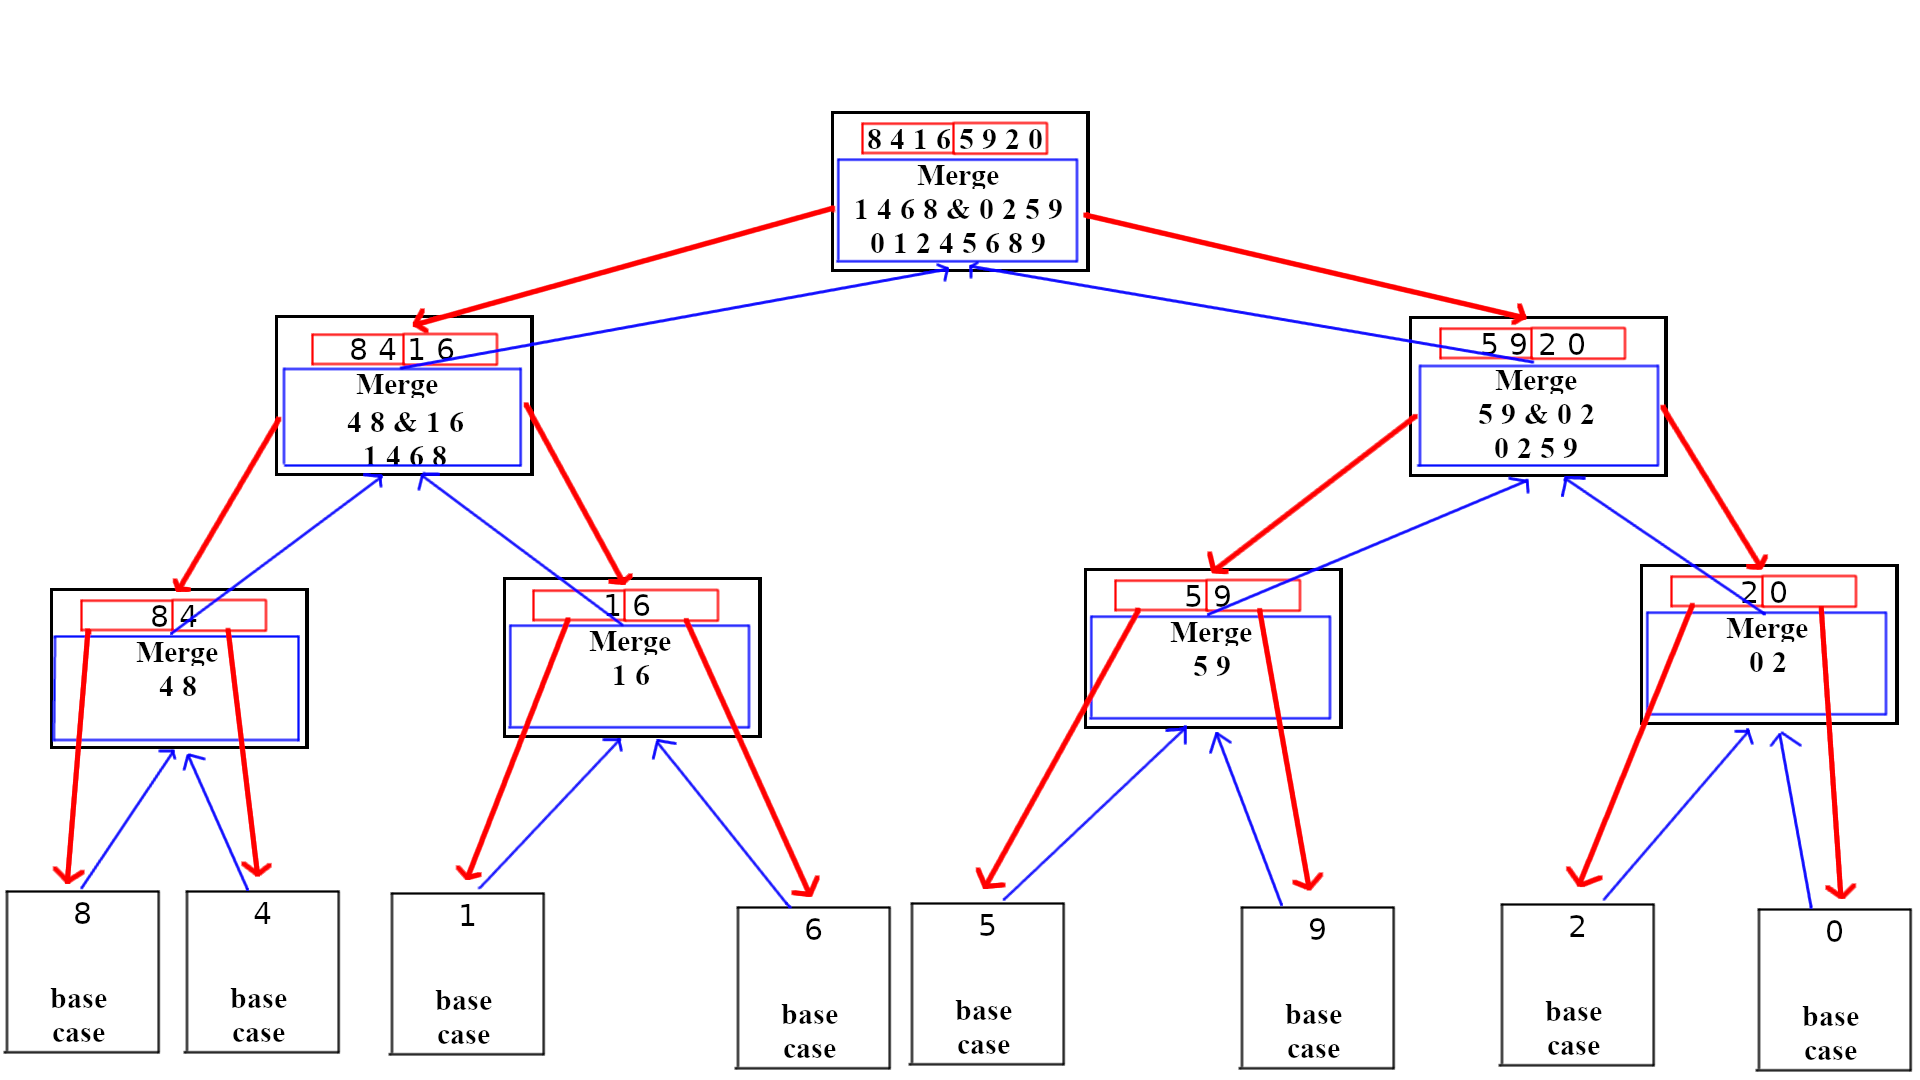 8 4 1 6 5 9 2 0
Merge
1 4 6 8 & 0 2 5 9
0 1 2 4 5 6 8 9
8 4 1 6
Merge
4 8 & 1 6
1 4 6 8
5 9 2 0
Merge
5 9 & 0 2
0 2 5 9
8 4
Merge
4 8
1 6
Merge
1 6
5 9
Merge
5 9
2 0
Merge
0 2
8
base
case
4
base
case
1
base
case
6
base
case
5
base
case
9
base
case
2
base
case
0
base
case